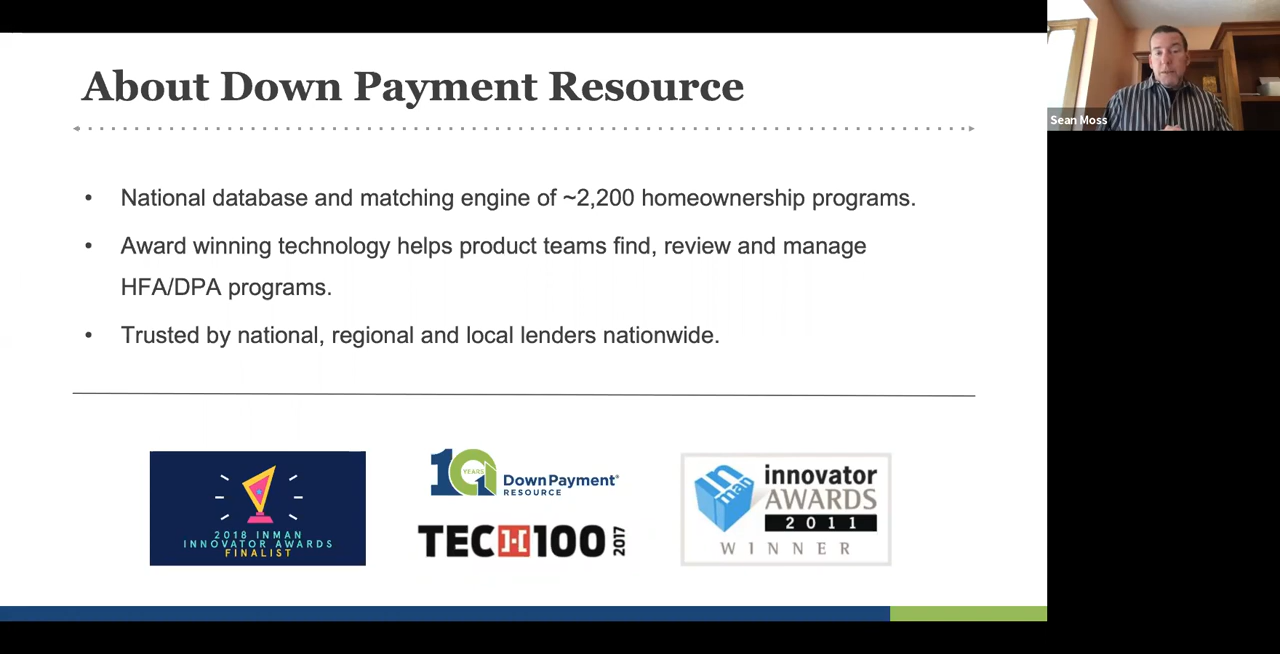 About Down Payment Resource
• National database and matching engine of ~2,200 homeownership programs.
• Award winning technology helps product teams find, review and manage
HFA/DPA programs.
• Trusted by national, regional and local lenders nationwide.
2018 INMAN
INNOVATOR AWARDS
FINALIST
10
YEARS
DownPayment®
RESOURCE
TECH100
2017
inman
innovator
AWARDS
2011
WINNER
Sean Moss